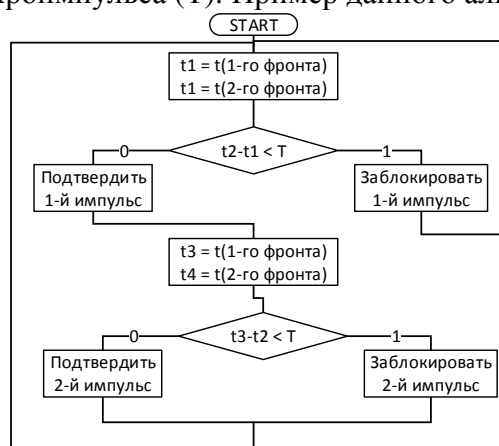 роимпульса (T). Пример данного ал
START
t1 = t(1-го фронта)
t1 = t(2-го фронта)
t2-t1 < T
0
1
Подтвердить
1-й импульс
Заблокировать
1-й импульс
t3 = t(1-го фронта)
t4 = t(2-го фронта)
t3-t2 < T
0
1
Подтвердить
2-й импульс
Заблокировать
2-й импульс